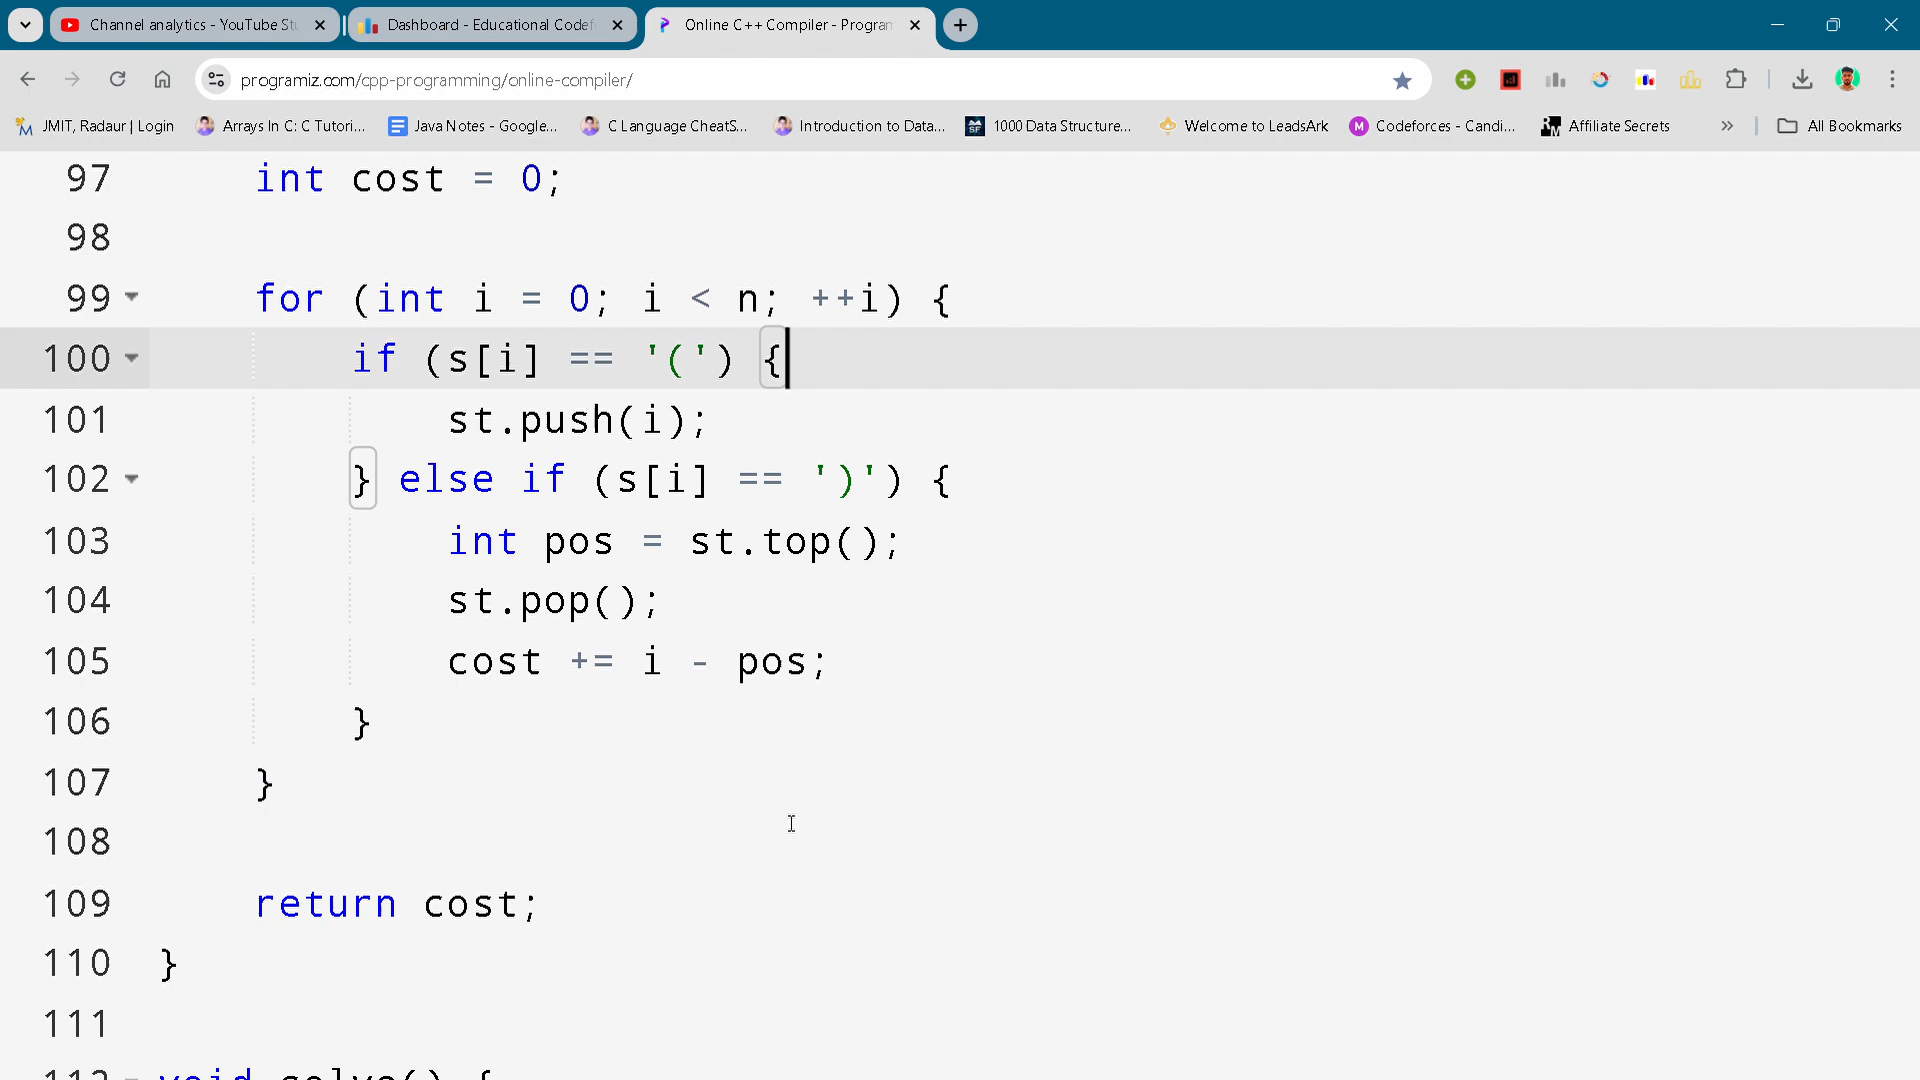 Channel analytics - YouTube St
Dashboard - Educational Codef
Online C++ Compiler - Program
programiz.com/cpp-programming/online-compiler/
JMIT, Radaur | Login
Arrays In C: C Tutori...
Java Notes - Google...
C Language CheatS...
Introduction to Data...
1000 Data Structure...
Welcome to LeadsArk
Codeforces - Candi...
Affiliate Secrets
»
All Bookmarks
97 int cost = 0;
98
99 for (int i = 0; i < n; ++i) {
100 if (s[i] == '(') {
101 st.push(i);
102 } else if (s[i] == ')') {
103 int pos = st.top();
104 st.pop();
105 cost += i - pos;
106 }
107 }
108
109 return cost;
110 }
111
112 void solve() {